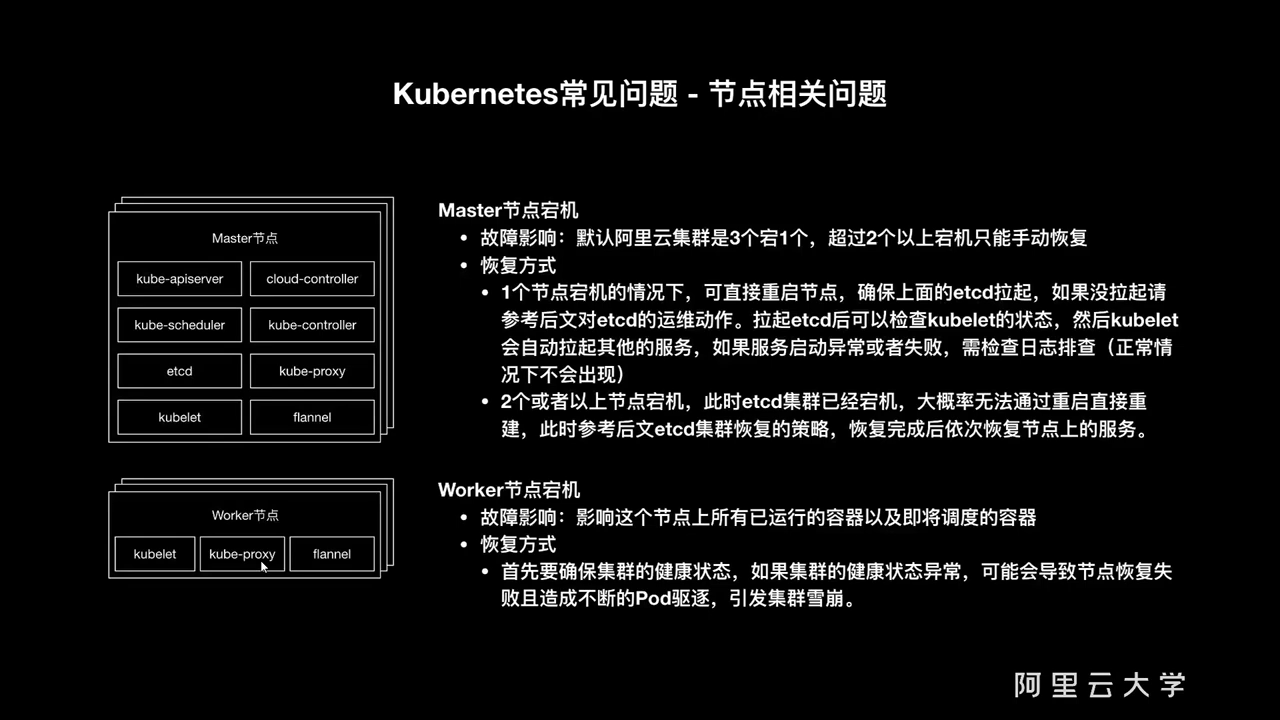 Kubernetes常见问题 - 节点相关问题
Master节点
kube-apiserver
cloud-controller
kube-scheduler
kube-controller
etcd
kube-proxy
kubelet
flannel
Master节点宕机
• 故障影响：默认阿里云集群是3个宕1个，超过2个以上宕机只能手动恢复
• 恢复方式
• 1个节点宕机的情况下，可直接重启节点，确保上面的etcd拉起，如果没拉起请
参考后文对etcd的运维动作。拉起etcd后可以检查kubelet的状态，然后kubelet
会自动拉起其他的服务，如果服务启动异常或者失败，需检查日志排查（正常情
况下不会出现）
• 2个或者以上节点宕机，此时etcd集群已经宕机，大概率无法通过重启直接重
建，此时参考后文etcd集群恢复的策略，恢复完成后依次恢复节点上的服务。
Worker节点
kubelet
kube-proxy
flannel
Worker节点宕机
• 故障影响：影响这个节点上所有已运行的容器以及即将调度的容器
• 恢复方式
• 首先要确保集群的健康状态，如果集群的健康状态异常，可能会导致节点恢复失
败且造成不断的Pod驱逐，引发集群雪崩。
阿里云大学